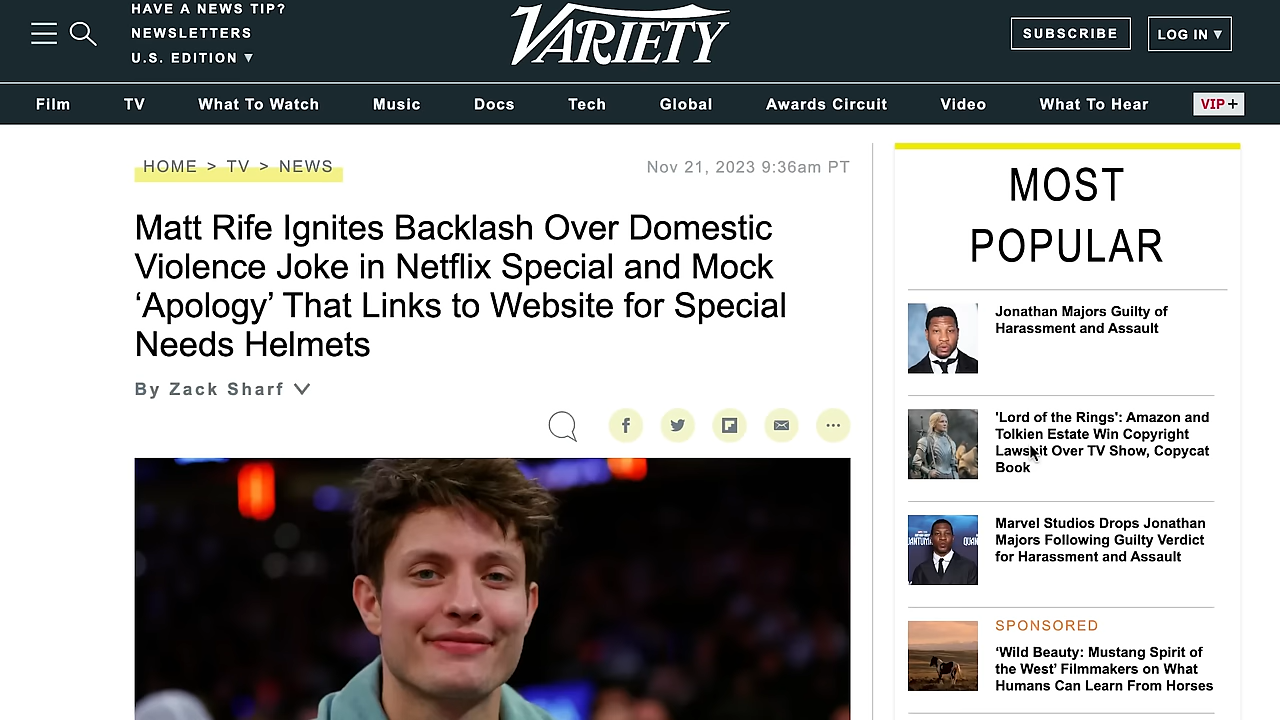 HAVE A NEWS TIP?
NEWSLETTERS
U.S. EDITION ▼
VARIETY
SUBSCRIBE
LOG IN ▼
Film TV What To Watch Music Docs Tech Global Awards Circuit Video What To Hear VIP+
HOME > TV > NEWS
Nov 21, 2023 9:36am PT
Matt Rife Ignites Backlash Over Domestic
Violence Joke in Netflix Special and Mock
‘Apology’ That Links to Website for Special
Needs Helmets
By Zack Sharf
MOST
POPULAR
Jonathan Majors Guilty of
Harassment and Assault
'Lord of the Rings': Amazon and
Tolkien Estate Win Copyright
Lawsuit Over TV Show, Copycat
Book
Marvel Studios Drops Jonathan
Majors Following Guilty Verdict
for Harassment and Assault
SPONSORED
‘Wild Beauty: Mustang Spirit of
the West’ Filmmakers on What
Humans Can Learn From Horses